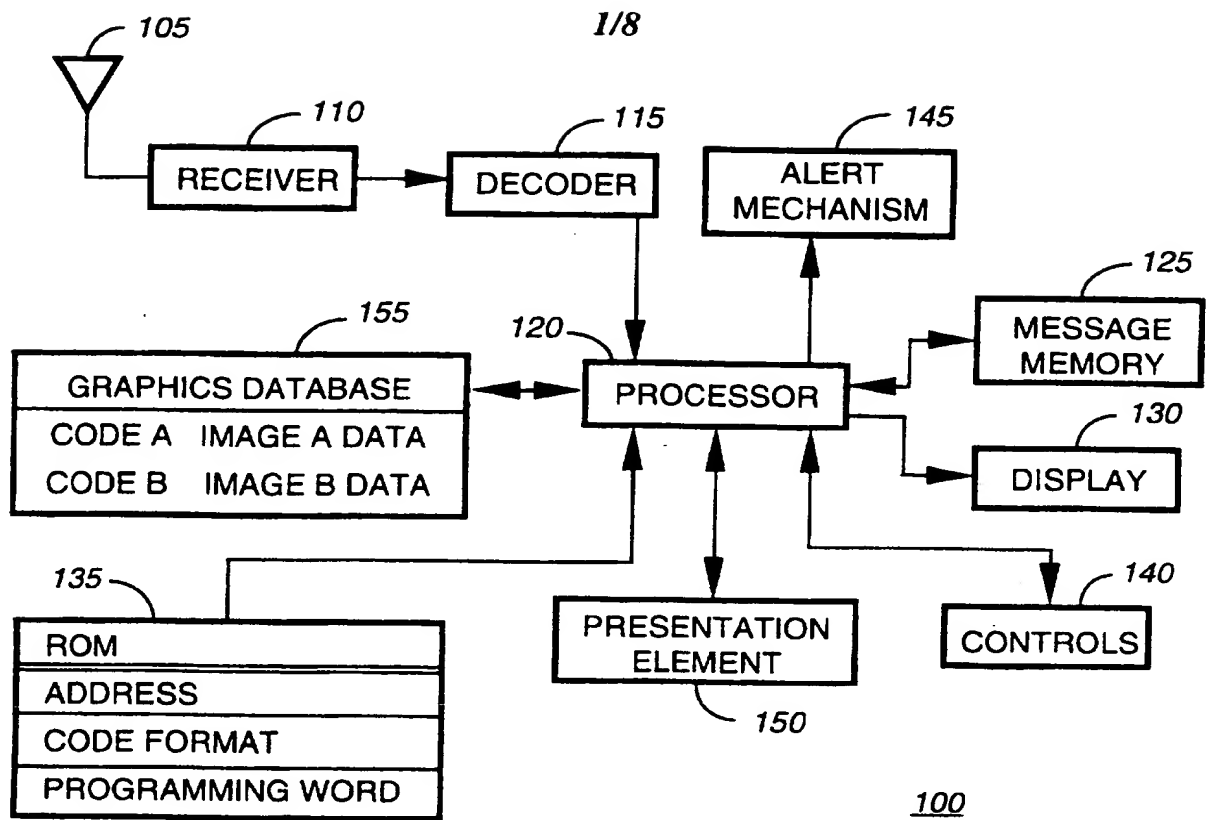 1/8
105
110
115
145
RECEIVER
DECODER
ALERT
MECHANISM
125
MESSAGE
MEMORY
155
120
GRAPHICS DATABASE
CODE A IMAGE A DATA
CODE B IMAGE B DATA
PROCESSOR
130
DISPLAY
135
ROM
ADDRESS
CODE FORMAT
PROGRAMMING WORD
PRESENTATION
ELEMENT
150
140
CONTROLS
100